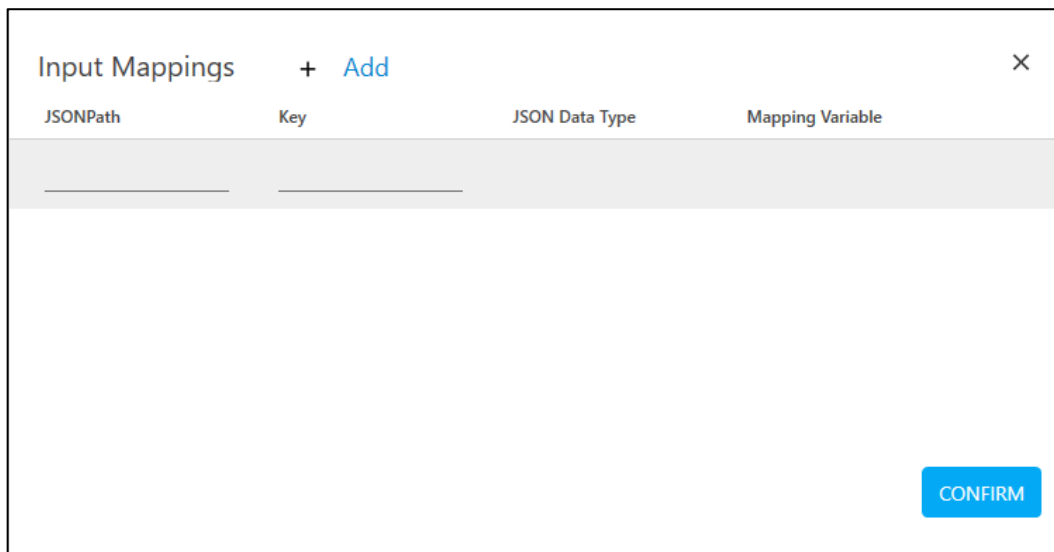 Input Mappings + Add ×
JSONPath Key JSON Data Type Mapping Variable
CONFIRM